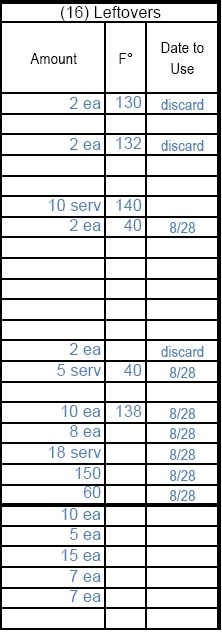 (16) Leftovers
Amount F° Date to Use
2 ea 130 discard
2 ea 132 discard
10 serv 140
2 ea 40 8/28
2 ea discard
5 serv 40 8/28
10 ea 138 8/28
8 ea 8/28
18 serv 8/28
150 8/28
60 8/28
10 ea
5 ea
15 ea
7 ea
7 ea